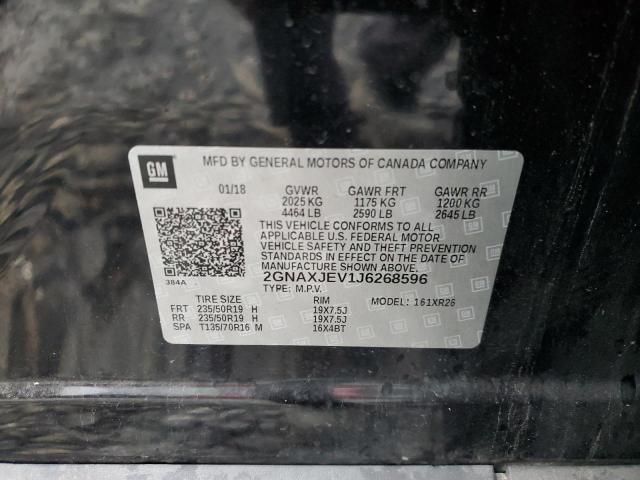 GM
MFD BY GENERAL MOTORS OF CANADA COMPANY
01/18 GVWR GAWR FRT GAWR RR
2025 KG 1175 KG 1200 KG
4464 LB 2590 LB 2645 LB
THIS VEHICLE CONFORMS TO ALL
APPLICABLE U.S. FEDERAL MOTOR
VEHICLE SAFETY AND THEFT PREVENTION
STANDARDS IN EFFECT ON THE DATE OF
MANUFACTURE SHOWN ABOVE.
384A 2GNAXJEV1J6268596
TYPE: M.P.V.
TIRE SIZE RIM MODEL: 161XR26
FRT 235/50R19 H 19X7.5J
RR 235/50R19 H 19X7.5J
SPA T135/70R16 M 16X4BT